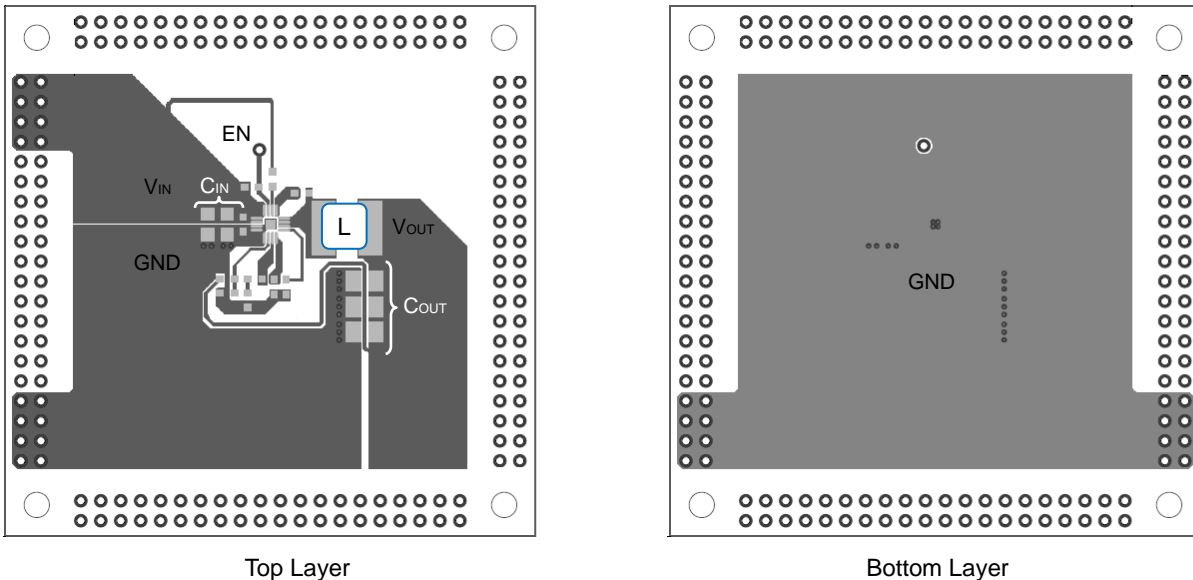 EN
VIN
CIN
L
VOUT
GND
COUT
Top Layer
GND
Bottom Layer